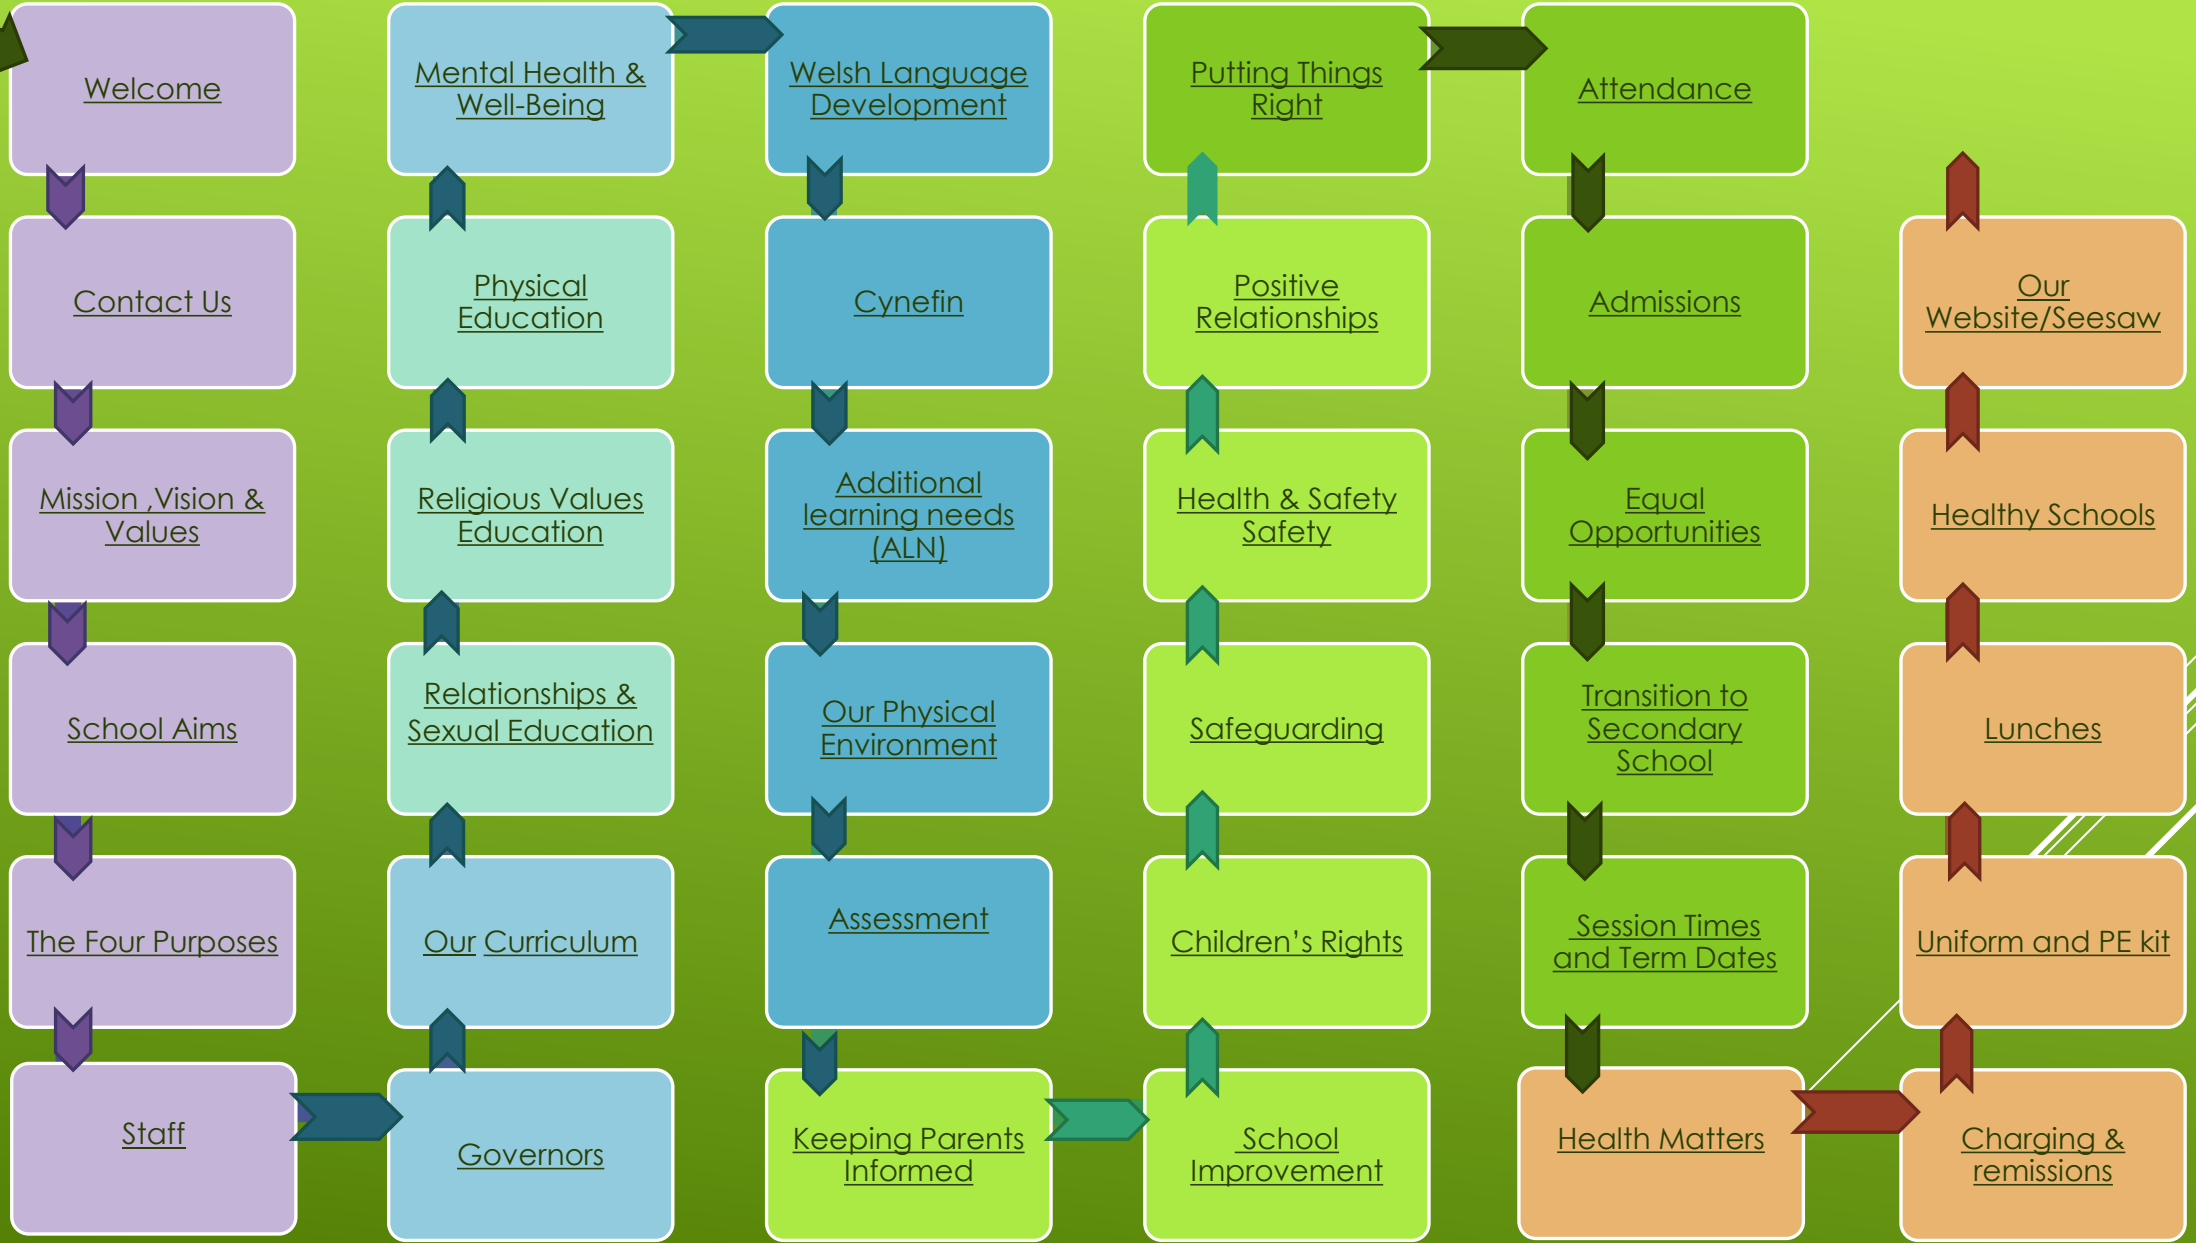 Welcome
Contact Us
Mission ,Vision &
Values
School Aims
The Four Purposes
Staff
Governors
Our Curriculum
Relationships &
Sexual Education
Religious Values
Education
Physical
Education
Mental Health &
Well-Being
Welsh Language
Development
Cynefin
Additional
learning needs
(ALN)
Our Physical
Environment
Assessment
Keeping Parents
Informed
School
Improvement
Children’s Rights
Safeguarding
Health & Safety
Safety
Positive
Relationships
Putting Things
Right
Attendance
Admissions
Equal
Opportunities
Transition to
Secondary
School
Session Times
and Term Dates
Health Matters
Charging &
remissions
Uniform and PE kit
Lunches
Healthy Schools
Our
Website/Seesaw